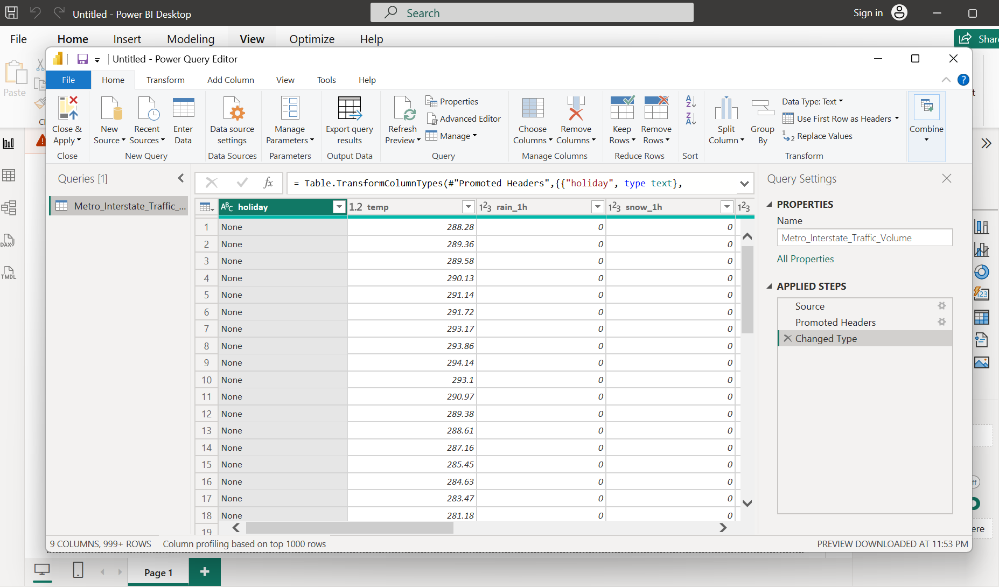 Untitled - Power BI Desktop
Search
Sign in
File Home Insert Modeling View Optimize Help
Share
Paste
Untitled - Power Query Editor
File Home Transform Add Column View Tools Help
?
Close & Apply
New Source
Recent Sources
Enter Data
Data source settings
Manage Parameters
Export query results
Refresh Preview
Properties
Advanced Editor
Manage
Choose Columns
Remove Columns
Keep Rows
Remove Rows
Split Column
Group By
Data Type: Text
Use First Row as Headers
Replace Values
Combine
Close New Query Data Sources Parameters Output Data Query Manage Columns Reduce Rows Sort Transform
Queries [1]
Metro_Interstate_Traffic_...
fx
= Table.TransformColumnTypes(#"Promoted Headers",{{"holiday", type text},
ABC holiday 1.2 temp 123 rain_1h 123 snow_1h 123
1 None 288.28 0 0
2 None 289.36 0 0
3 None 289.58 0 0
4 None 290.13 0 0
5 None 291.14 0 0
6 None 291.72 0 0
7 None 293.17 0 0
8 None 293.86 0 0
9 None 294.14 0 0
10 None 293.1 0 0
11 None 290.97 0 0
12 None 289.38 0 0
13 None 288.61 0 0
14 None 287.16 0 0
15 None 285.45 0 0
16 None 284.63 0 0
17 None 283.47 0 0
18 None 281.18 0 0
19
Query Settings
PROPERTIES
Name
Metro_Interstate_Traffic_Volume
All Properties
APPLIED STEPS
Source
Promoted Headers
Changed Type
DAX
TMDL
123
ere
9 COLUMNS, 999+ ROWS Column profiling based on top 1000 rows
PREVIEW DOWNLOADED AT 11:53 PM
Page 1